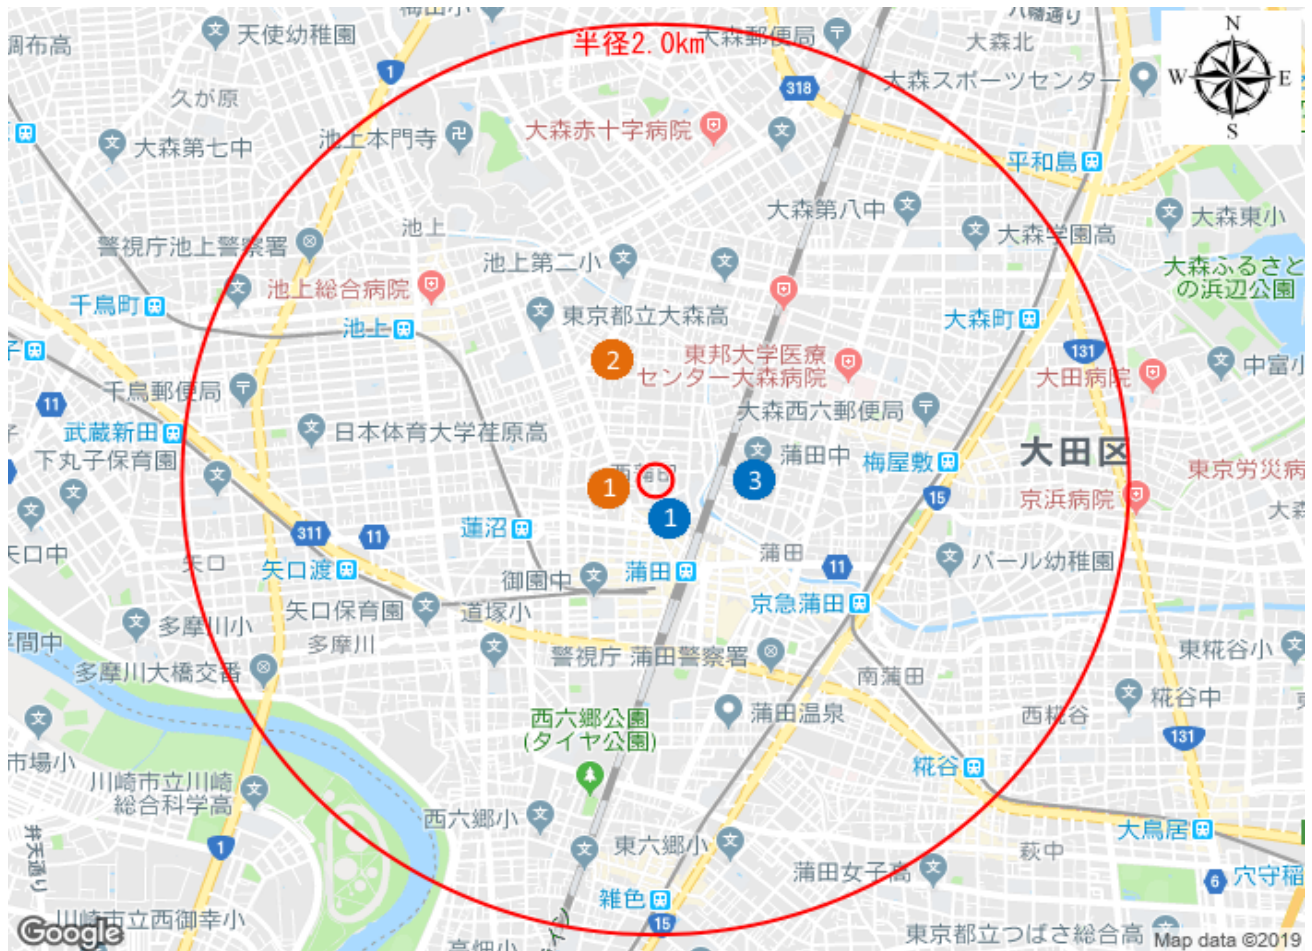 梅田小
八幡通り
N
調布高
天使幼稚園
半径2.0km
大森郵便局
大森北
1
大森スポーツセンター
W
E
318
久が原
S
大森第七中
池上本門寺
大森赤十字病院
平和島
池上
大森第八中
大森東小
警視庁池上警察署
池上第二小
大森学園高
大森ふるさと
の浜辺公園
千鳥町
池上総合病院
池上
東京都立大森高
大森町
131
2
東邦大学医療
センター大森病院
大田病院
中富小
千鳥郵便局
11
大森西六郵便局
武蔵新田
日本体育大学荏原高
下丸子保育園
蒲田中
梅屋敷
大田区
東京労災病
1
3
15
京浜病院
1
大森
311
11
蓮沼
矢口中
矢口
蒲田
11
パール幼稚園
矢口渡
御園中
蒲田
京急蒲田
矢口保育園
道塚小
多摩川小
平間中
多摩川
警視庁 蒲田警察署
東糀谷小
多摩川大橋交番
南蒲田
糀谷中
西六郷公園
(タイヤ公園)
蒲田温泉
西糀谷
131
市場小
糀谷
川崎市立川崎
総合科学高
西六郷小
大鳥居
弁天通り
1
東六郷小
萩中
蒲田女子高
6
穴守稲
雑色
15
Google
川崎市立西御幸小
高畑小
東京都立つばさ総合高
Map data ©2019